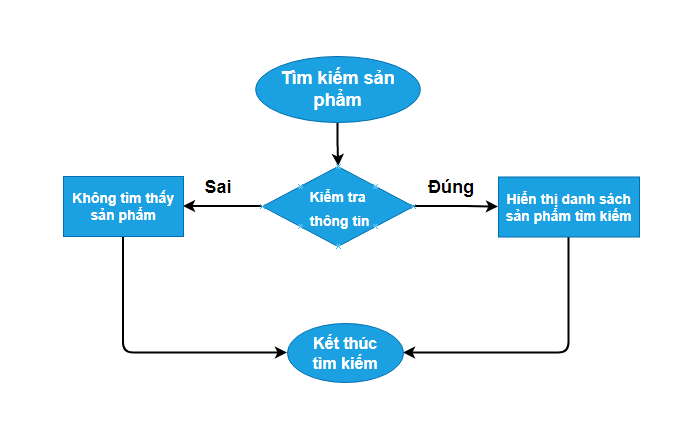 Tìm kiếm sản
phẩm
Sai
Đúng
Không tìm thấy
sản phẩm
Kiểm tra
thông tin
Hiển thị danh sách
sản phẩm tìm kiếm
Kết thúc
tìm kiếm